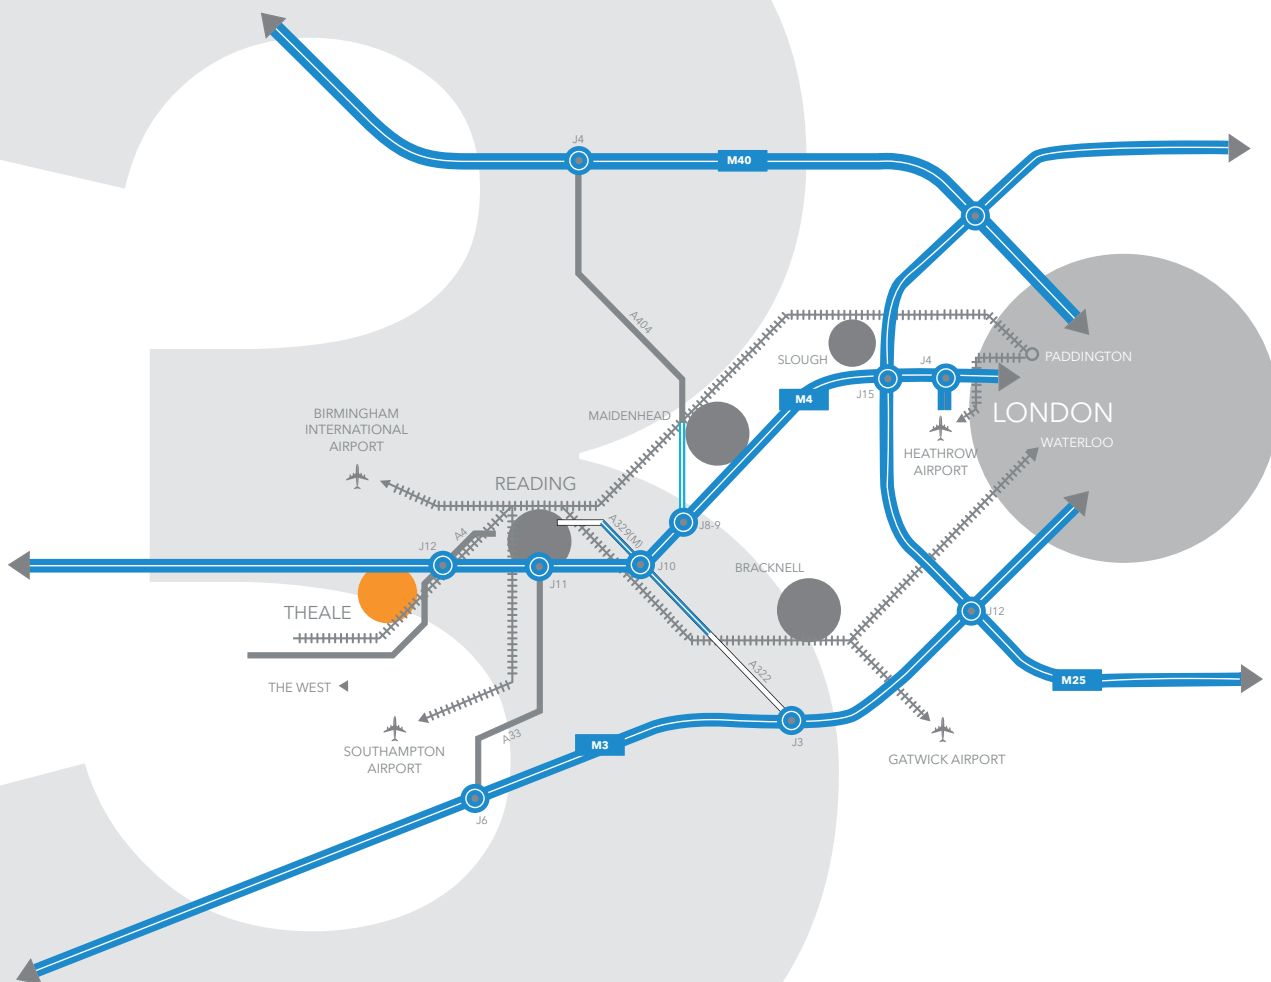 J4
M40
A404
PADDINGTON
SLOUGH
J4
J15
M4
MAIDENHEAD
LONDON
WATERLOO
HEATHROW
AIRPORT
BIRMINGHAM
INTERNATIONAL
AIRPORT
READING
A329(M)
J8-9
A4
J12
J10
J11
BRACKNELL
THEALE
J12
A322
M25
THE WEST
SOUTHAMPTON
AIRPORT
A33
M3
J3
GATWICK AIRPORT
J6